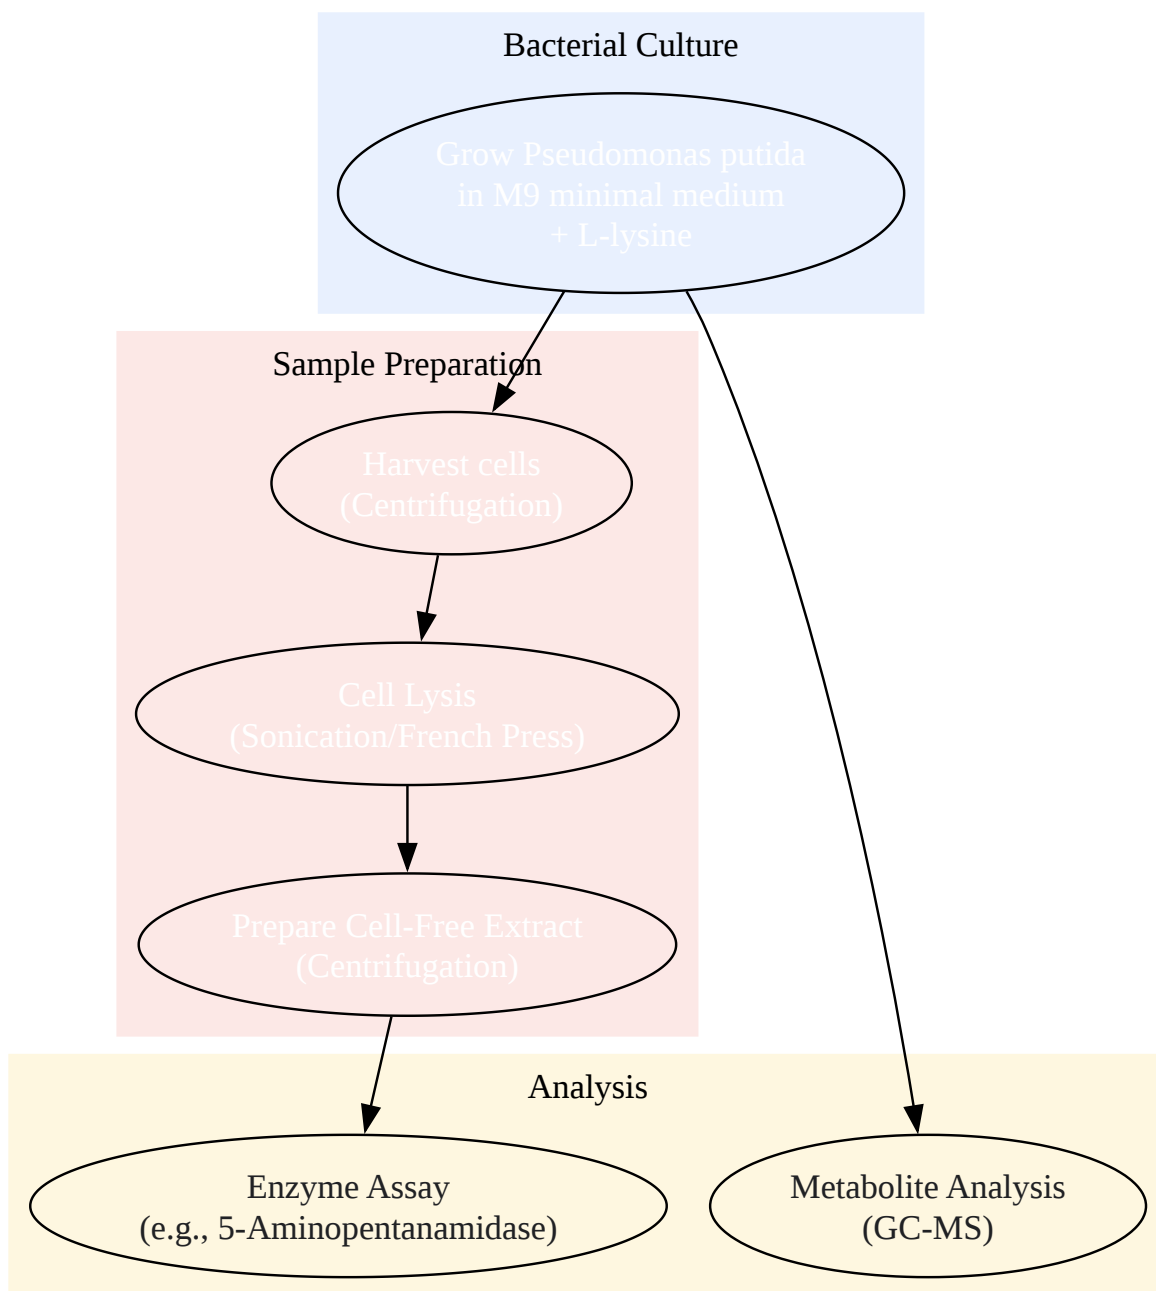 Bacterial Culture
Grow Pseudomonas putida
in M9 minimal medium
+ L-lysine
Sample Preparation
Harvest cells
(Centrifugation)
Cell Lysis
(Sonication/French Press)
Prepare Cell-Free Extract
(Centrifugation)
Analysis
Enzyme Assay
(e.g., 5-Aminopentanamidase)
Metabolite Analysis
(GC-MS)